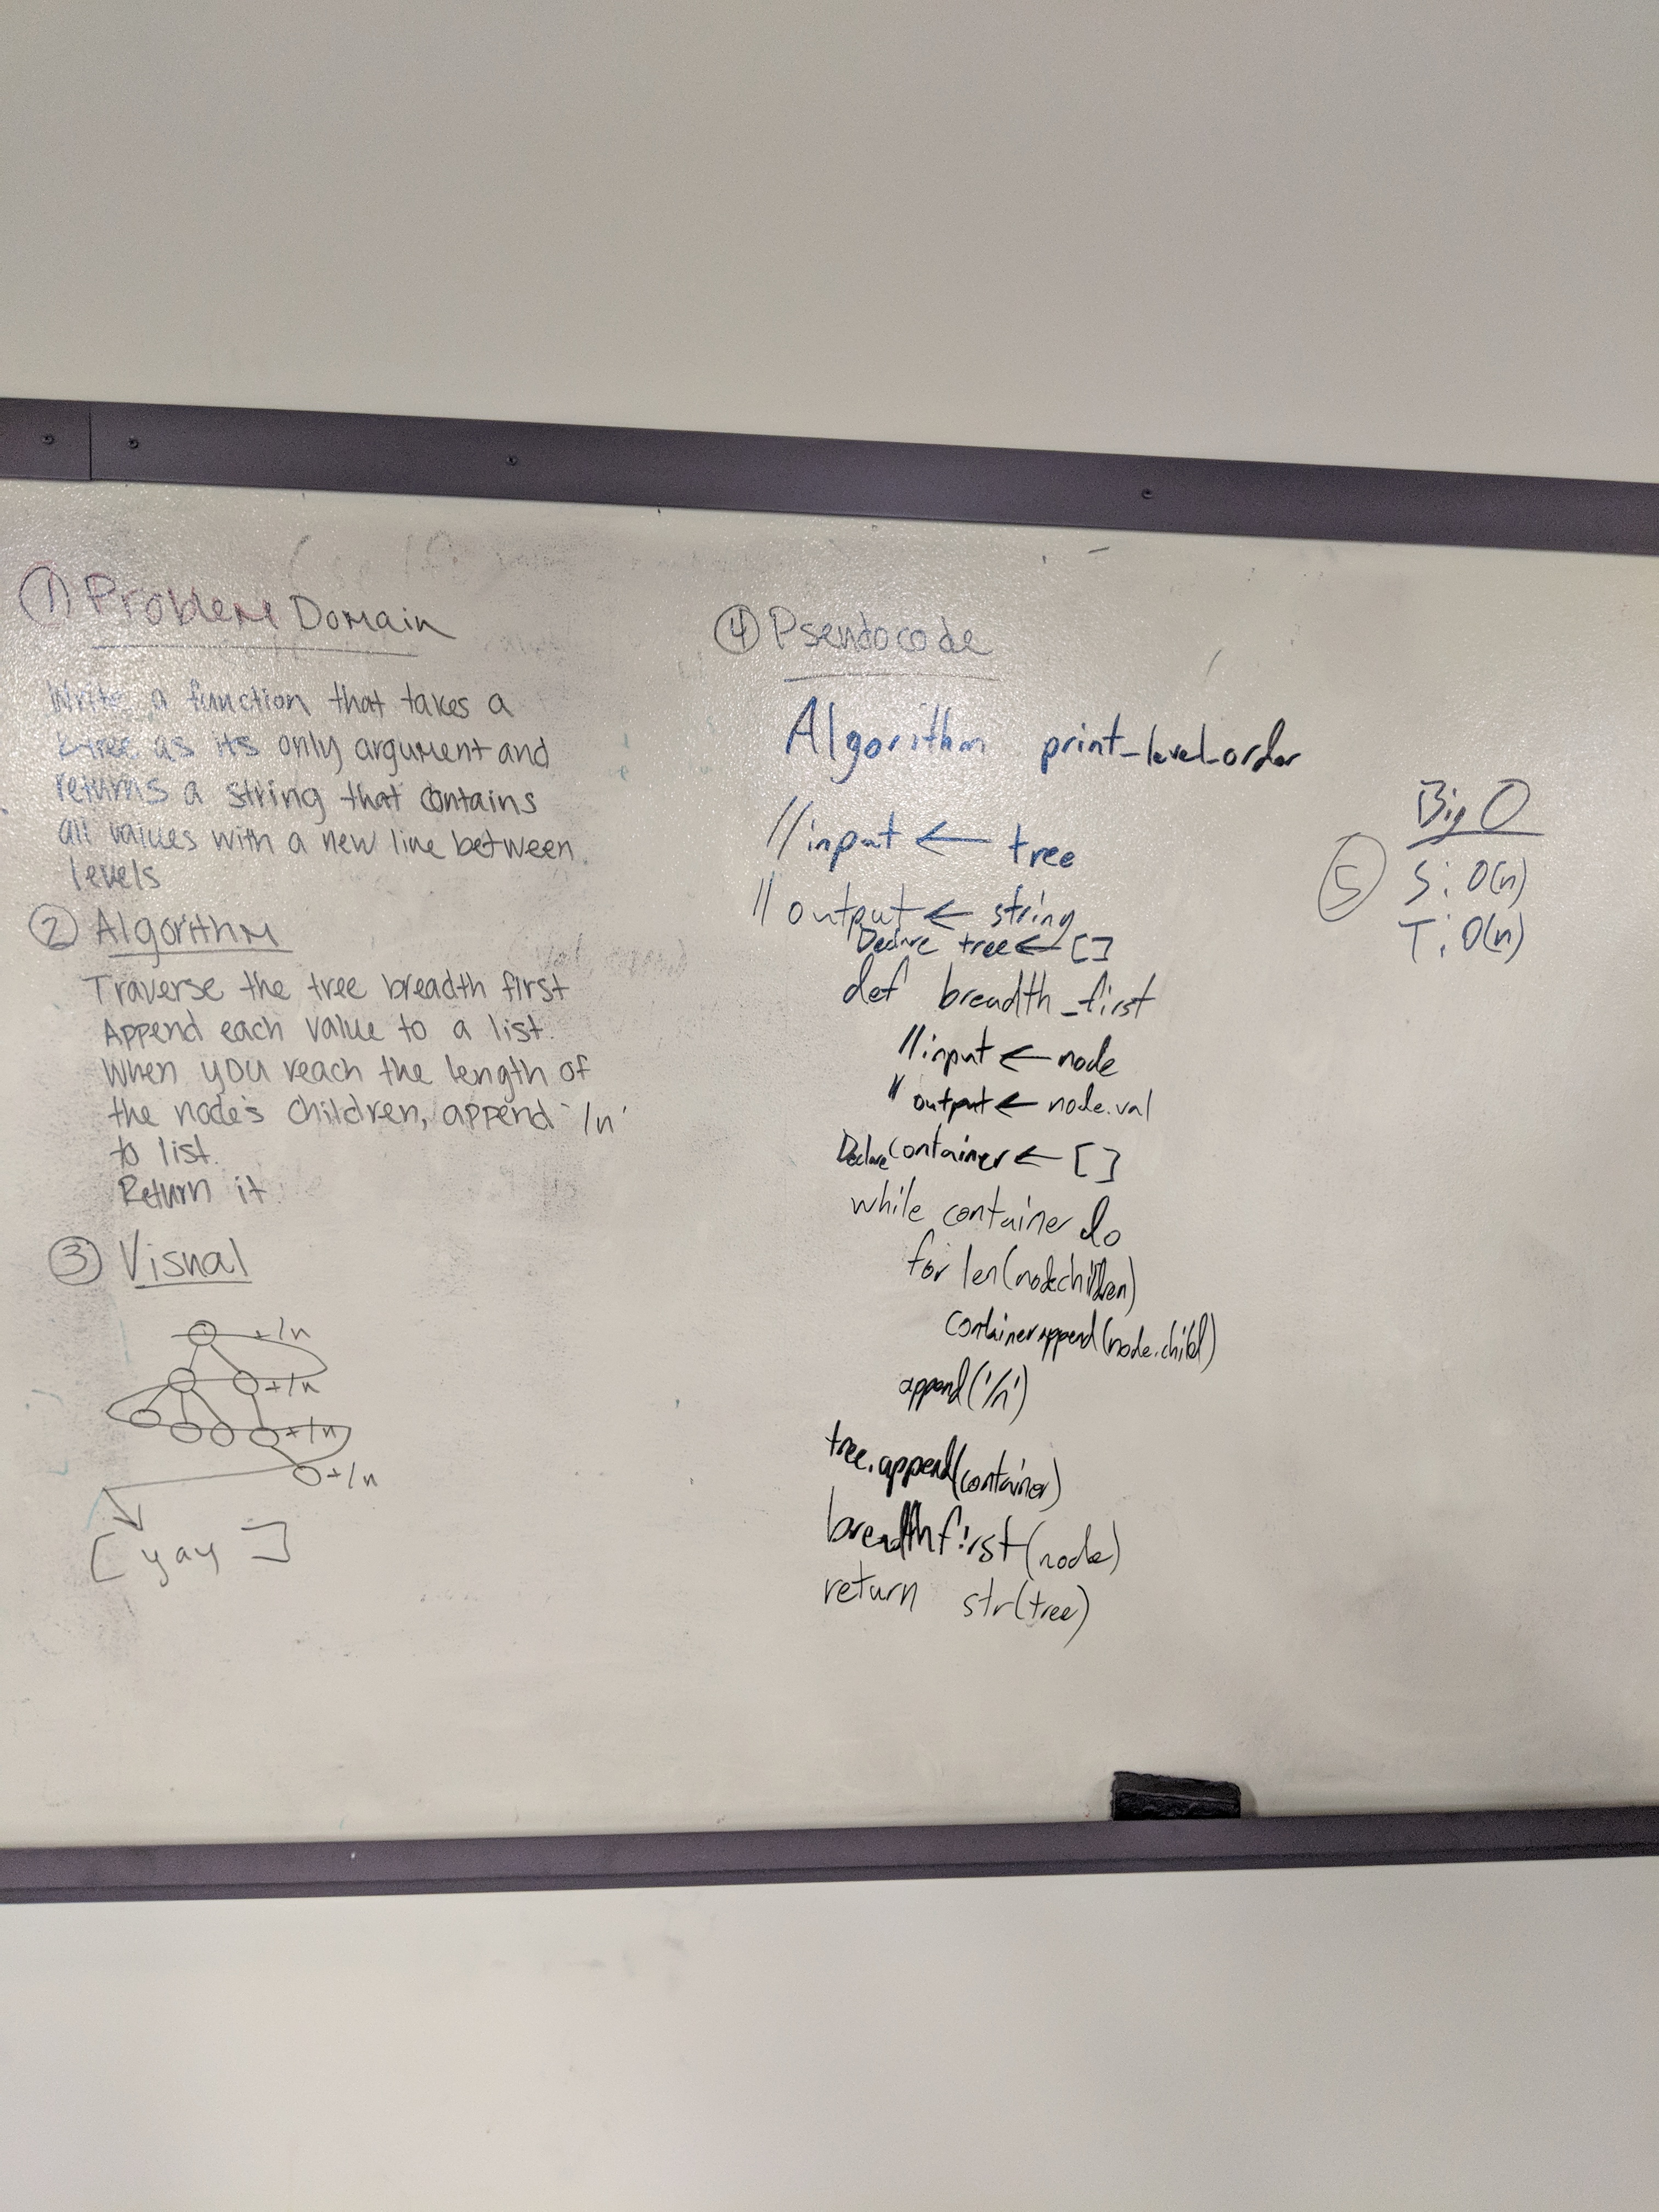 ① Problem Domain
Write a function that takes a
ktree as its only argument and
returns a string that contains
all values with a new line between
levels
② Algorithm
Traverse the tree breadth first
Append each value to a list.
When you reach the length of
the node's children, append '/n'
to list.
Return it.
③ Visual
+/n
+/n
+/n
+/n
[ yay ]
④ Pseudocode
Algorithm print_level_order
//input ← tree
// output ← string
Declare tree ← []
def breadth_first
//input ← node
// output ← node.val
Declare container ← []
while container do
for len(node.children)
container.append(node.child)
append('/n')
tree.append(container)
breadthfirst(node)
return str(tree)
⑤ Big O
S: O(n)
T: O(n)